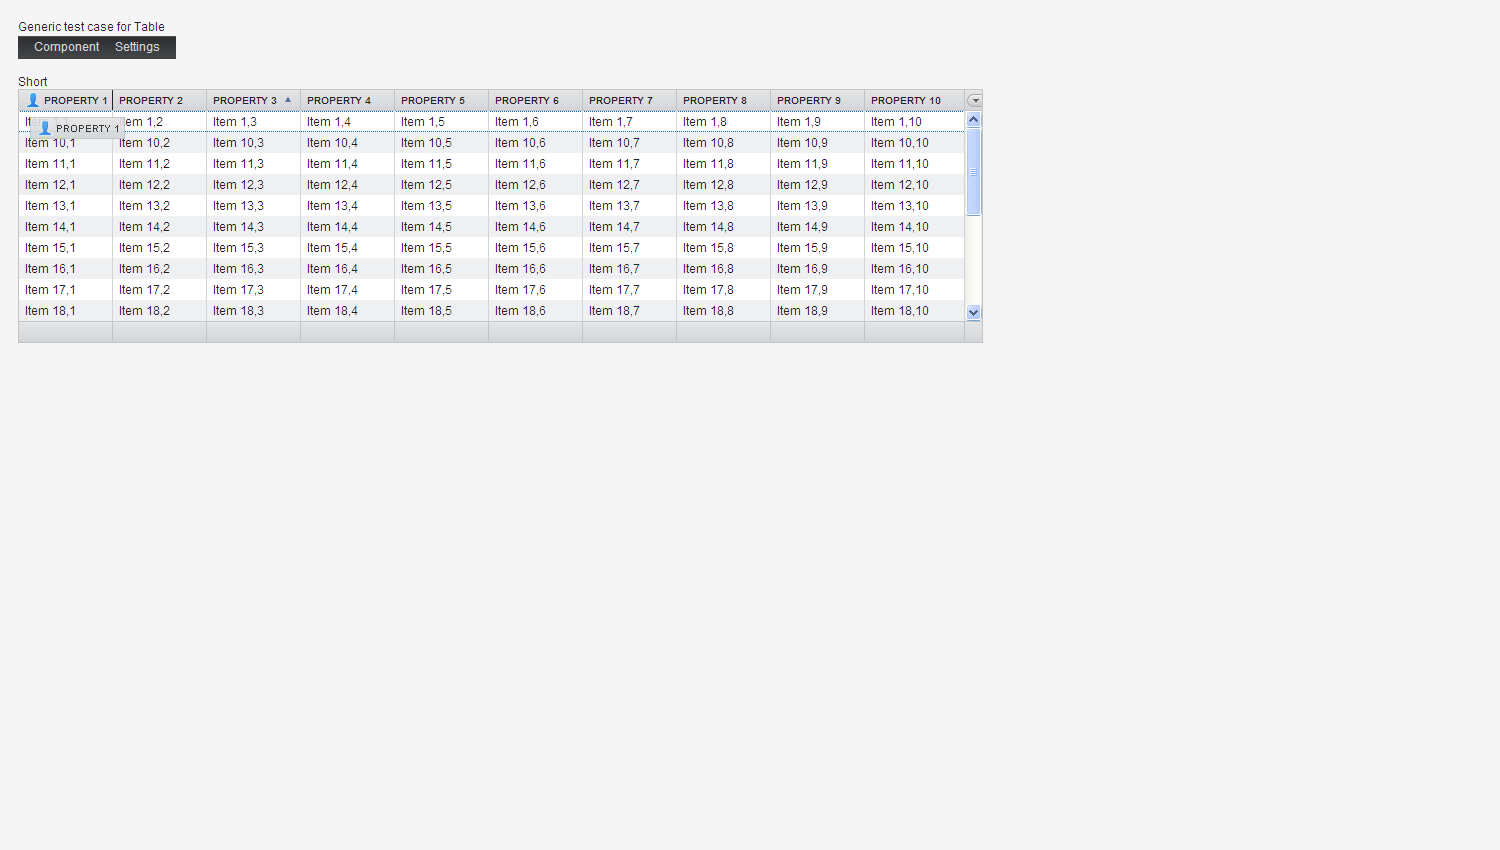 Generic test case for Table
Component Settings
Short
PROPERTY 1 PROPERTY 2 PROPERTY 3 PROPERTY 4 PROPERTY 5 PROPERTY 6 PROPERTY 7 PROPERTY 8 PROPERTY 9 PROPERTY 10
Item 1,2 Item 1,3 Item 1,4 Item 1,5 Item 1,6 Item 1,7 Item 1,8 Item 1,9 Item 1,10
PROPERTY 1
Item 10,1 Item 10,2 Item 10,3 Item 10,4 Item 10,5 Item 10,6 Item 10,7 Item 10,8 Item 10,9 Item 10,10
Item 11,1 Item 11,2 Item 11,3 Item 11,4 Item 11,5 Item 11,6 Item 11,7 Item 11,8 Item 11,9 Item 11,10
Item 12,1 Item 12,2 Item 12,3 Item 12,4 Item 12,5 Item 12,6 Item 12,7 Item 12,8 Item 12,9 Item 12,10
Item 13,1 Item 13,2 Item 13,3 Item 13,4 Item 13,5 Item 13,6 Item 13,7 Item 13,8 Item 13,9 Item 13,10
Item 14,1 Item 14,2 Item 14,3 Item 14,4 Item 14,5 Item 14,6 Item 14,7 Item 14,8 Item 14,9 Item 14,10
Item 15,1 Item 15,2 Item 15,3 Item 15,4 Item 15,5 Item 15,6 Item 15,7 Item 15,8 Item 15,9 Item 15,10
Item 16,1 Item 16,2 Item 16,3 Item 16,4 Item 16,5 Item 16,6 Item 16,7 Item 16,8 Item 16,9 Item 16,10
Item 17,1 Item 17,2 Item 17,3 Item 17,4 Item 17,5 Item 17,6 Item 17,7 Item 17,8 Item 17,9 Item 17,10
Item 18,1 Item 18,2 Item 18,3 Item 18,4 Item 18,5 Item 18,6 Item 18,7 Item 18,8 Item 18,9 Item 18,10